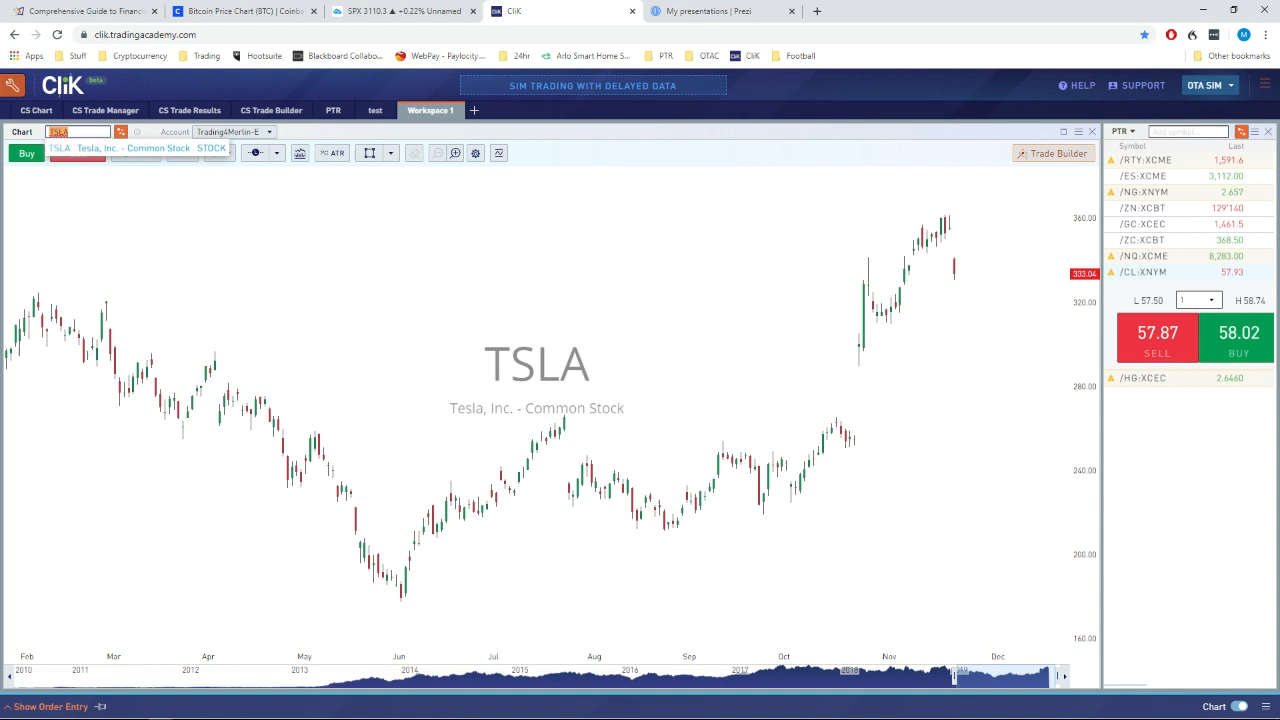 Comprehensive Guide to Financi
Bitcoin Price Chart (BTC) | Coinba
SPX 3110.3 ▲ +0.22% Unnamed
CliK
My presentations | Prezi
clik.tradingacademy.com
M
Apps
Stuff
Cryptocurrency
Trading
Hootsuite
Blackboard Collabo...
WebPay - Paylocity...
24hr
Arlo Smart Home S...
PTR
OTAC
CliK
Football
Other bookmarks
CliK beta
SIM TRADING WITH DELAYED DATA
HELP
SUPPORT
OTA SIM
CS Chart
CS Trade Manager
CS Trade Results
CS Trade Builder
PTR
test
Workspace 1
Chart
TSLA
Account
Trading4Merlin-E
TSLA Tesla, Inc. - Common Stock STOCK
Buy
ATR
Trade Builder
TSLA
Tesla, Inc. - Common Stock
360.00
333.04
320.00
280.00
240.00
200.00
160.00
Feb Mar Apr May Jun Jul Aug Sep Oct Nov Dec
2010 2011 2012 2013 2014 2015 2016 2017 2018
PTR
Add symbol...
Symbol Last
/RTY:XCME 1,591.6
/ES:XCME 3,112.00
/NG:XNYM 2.657
/ZN:XCBT 129'140
/GC:XCEC 1,461.5
/ZC:XCBT 368.50
/NQ:XCME 8,283.00
/CL:XNYM 57.93
L 57.50 1 H 58.74
57.87 58.02
SELL BUY
/HG:XCEC 2.6460
Show Order Entry
Chart